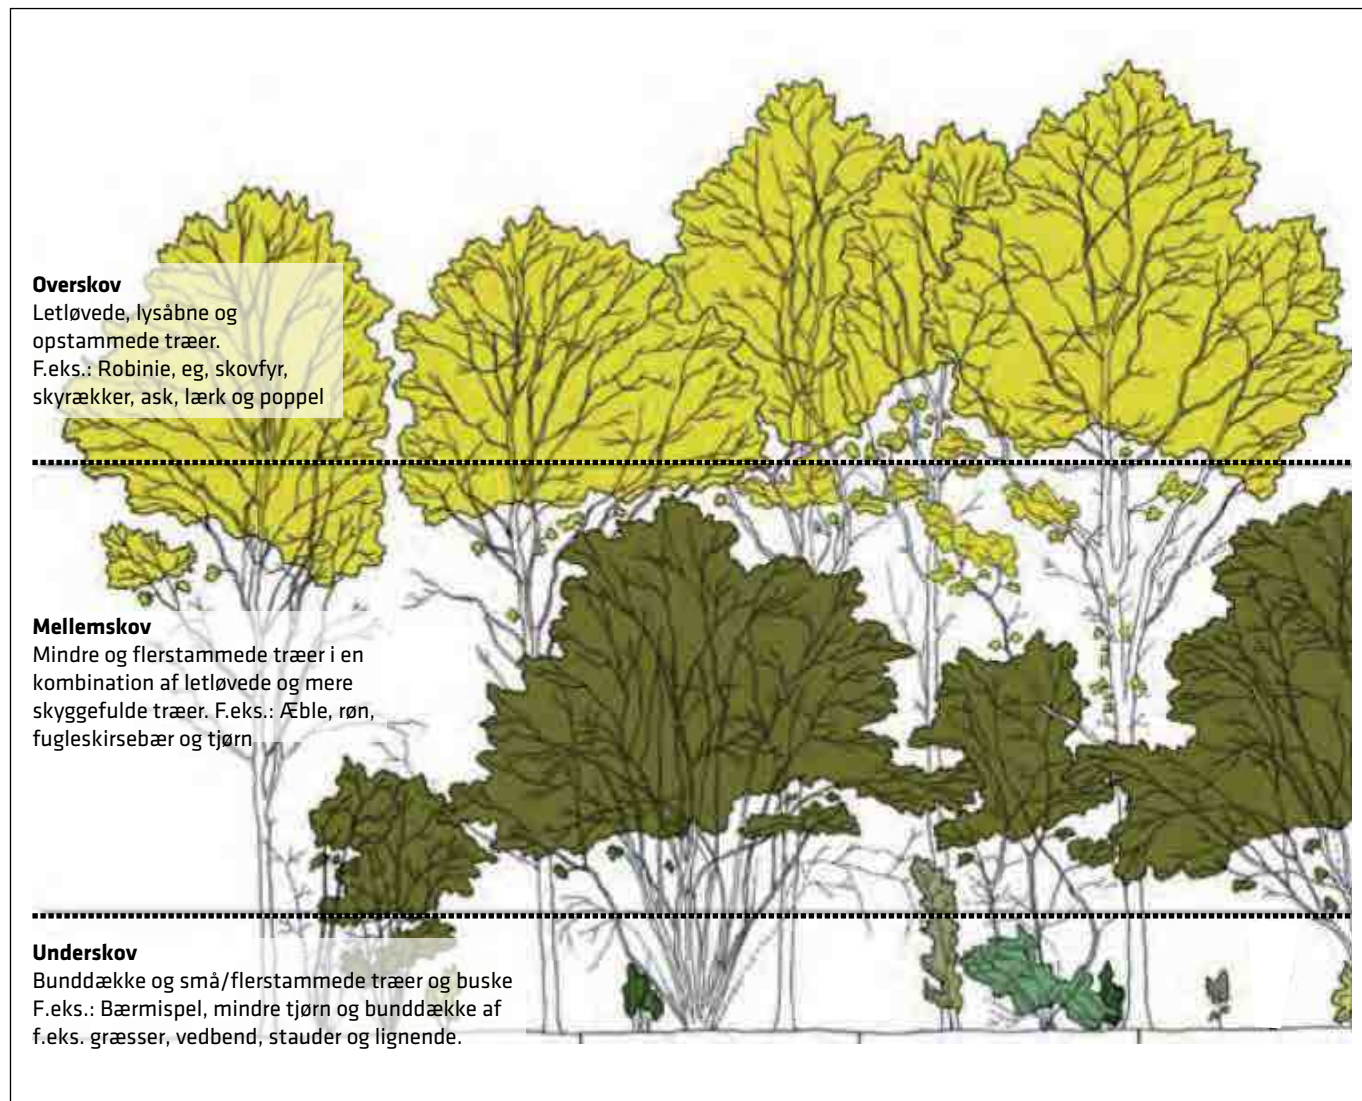 Overskov
Letløvede, lysåbne og
opstammede træer.
F.eks.: Robinie, eg, skovfyr,
skyrækker, ask, lærk og poppel
Mellemskov
Mindre og flerstammede træer i en
kombination af letløvede og mere
skyggefulde træer. F.eks.: Æble, røn,
fugleskirsebær og tjørn
Underskov
Bunddække og små/flerstammede træer og buske
F.eks.: Bærmispel, mindre tjørn og bunddække af
f.eks. græsser, vedbend, stauder og lignende.